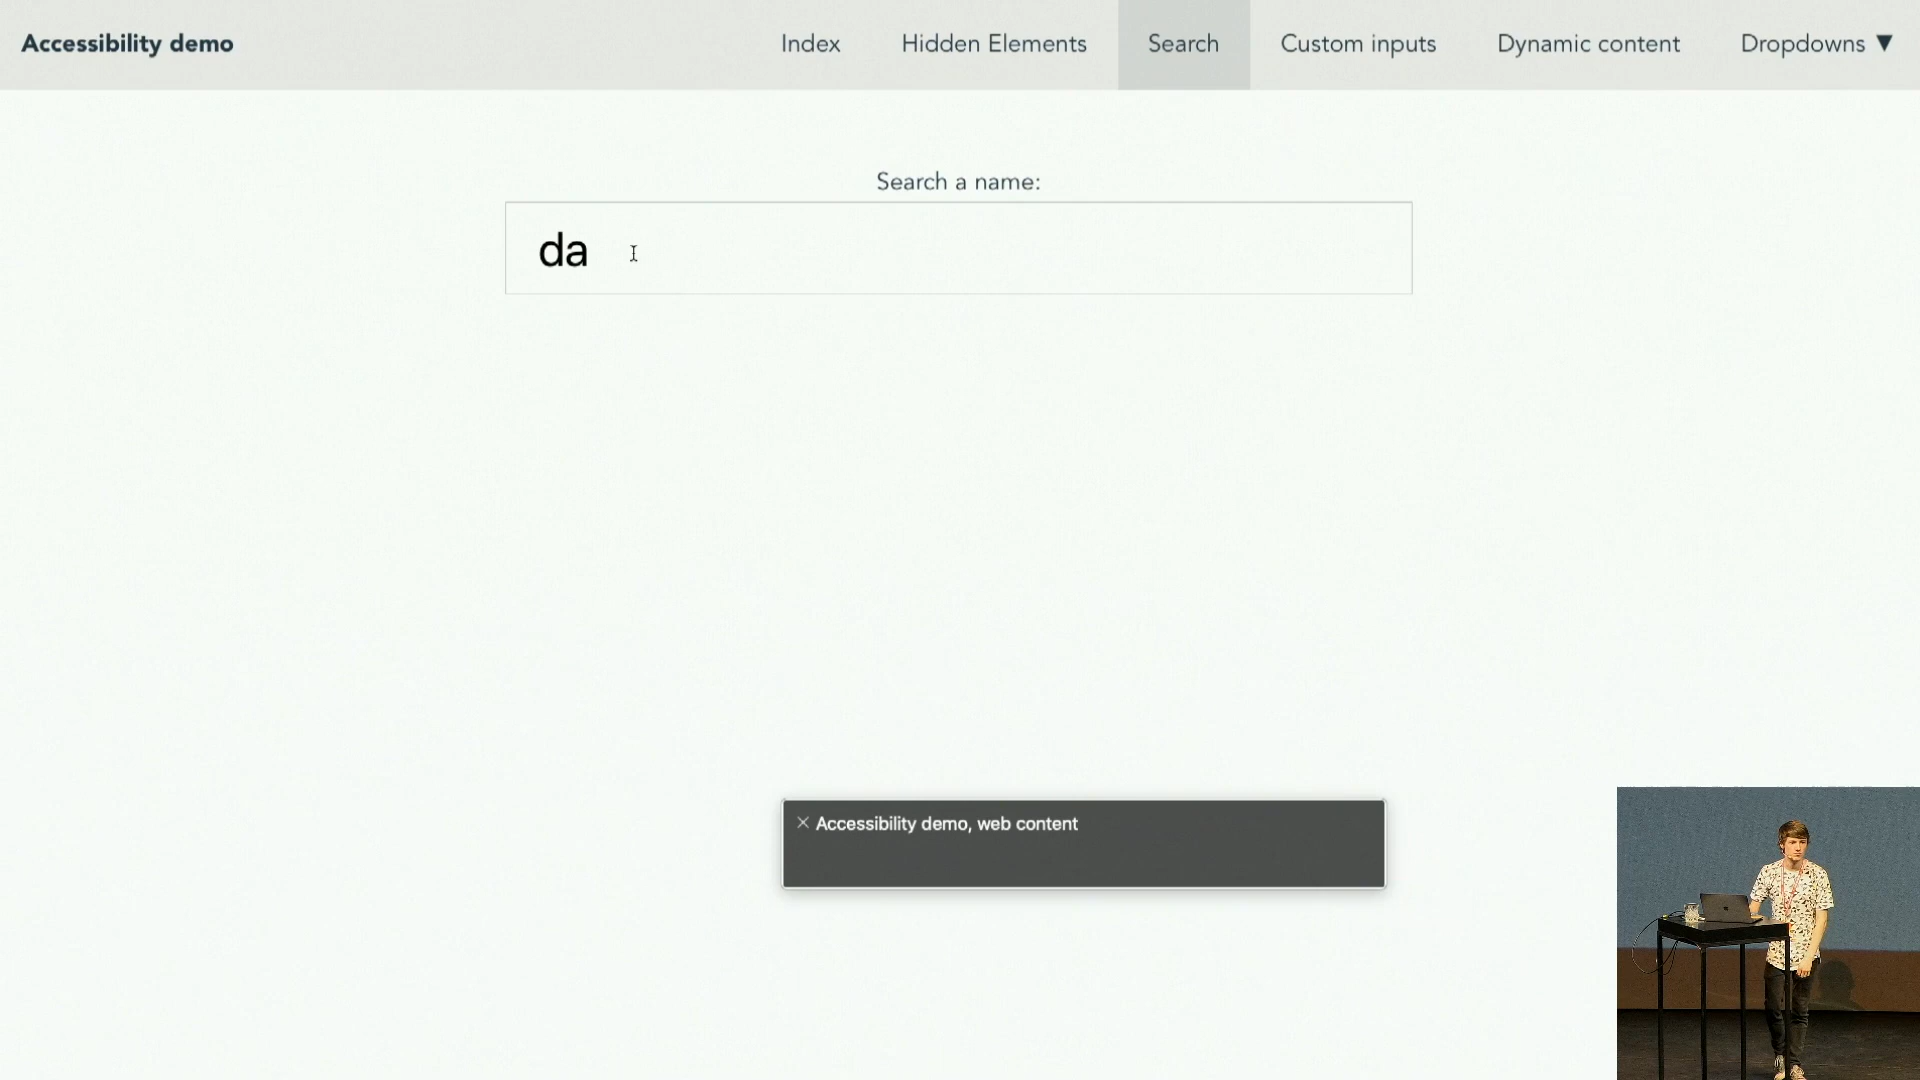 Accessibility demo
Index
Hidden Elements
Search
Custom inputs
Dynamic content
Dropdowns ▼
Search a name:
da
Accessibility demo, web content